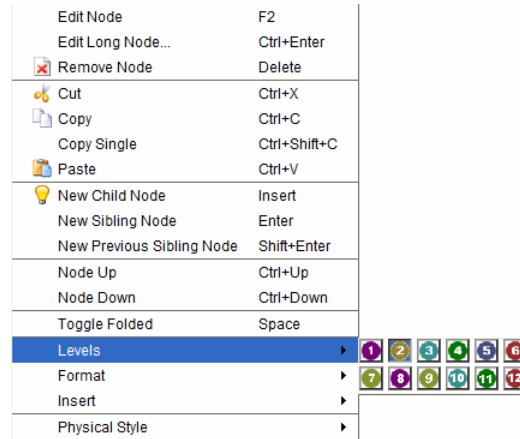 Edit Node F2
Edit Long Node... Ctrl+Enter
Remove Node Delete
Cut Ctrl+X
Copy Ctrl+C
Copy Single Ctrl+Shift+C
Paste Ctrl+V
New Child Node Insert
New Sibling Node Enter
New Previous Sibling Node Shift+Enter
Node Up Ctrl+Up
Node Down Ctrl+Down
Toggle Folded Space
Levels 1 2 3 4 5 6
Format 7 8 9 10 11 12
Insert
Physical Style